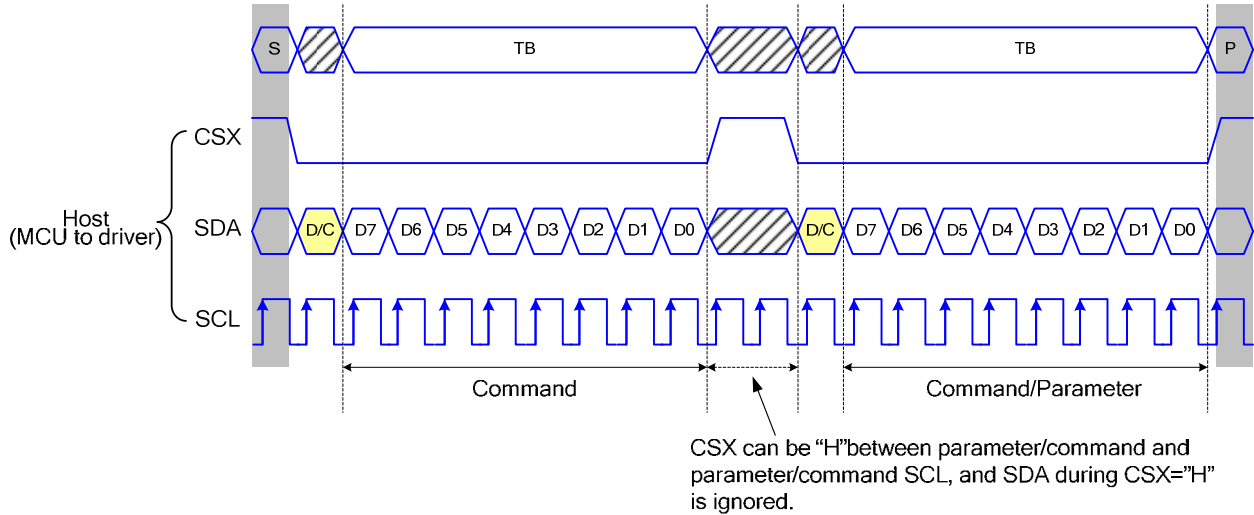 S TB TB P
CSX
Host
(MCU to driver)
SDA D/C D7 D6 D5 D4 D3 D2 D1 D0 D/C D7 D6 D5 D4 D3 D2 D1 D0
SCL
Command Command/Parameter
CSX can be “H”between parameter/command and
parameter/command SCL, and SDA during CSX=”H”
is ignored.